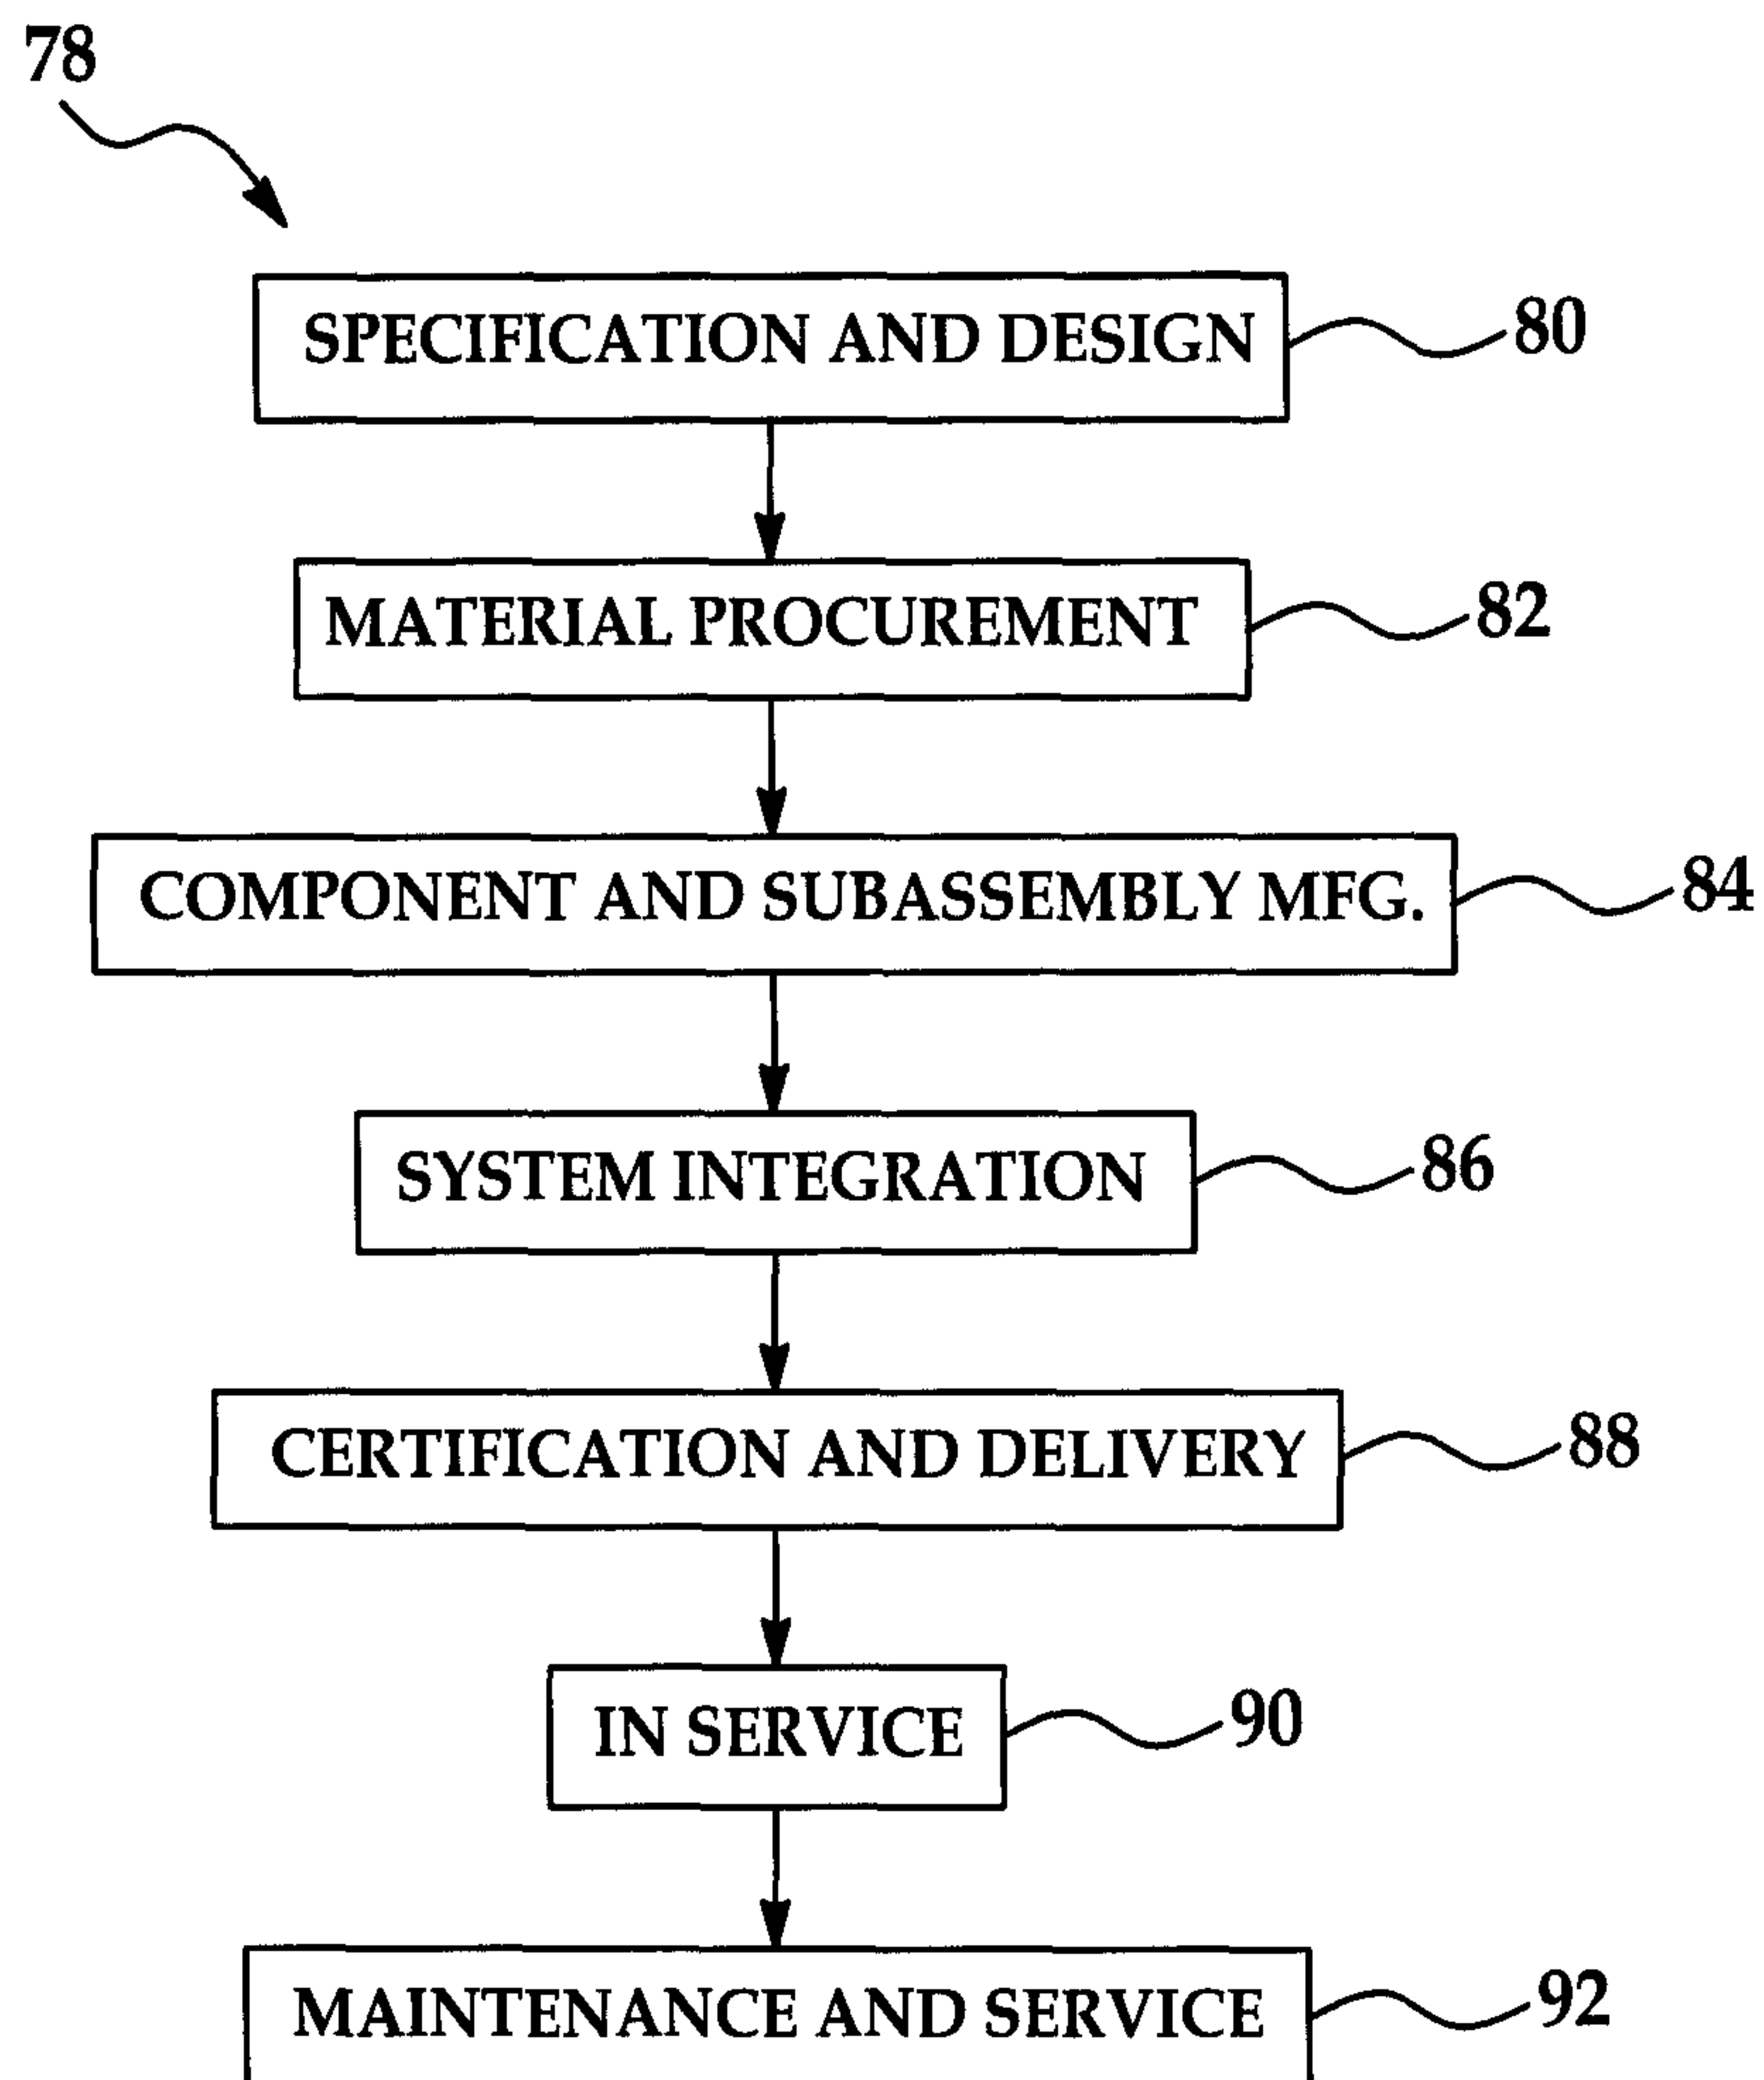 78
SPECIFICATION AND DESIGN 80
MATERIAL PROCUREMENT 82
COMPONENT AND SUBASSEMBLY MFG. 84
SYSTEM INTEGRATION 86
CERTIFICATION AND DELIVERY 88
IN SERVICE 90
MAINTENANCE AND SERVICE 92